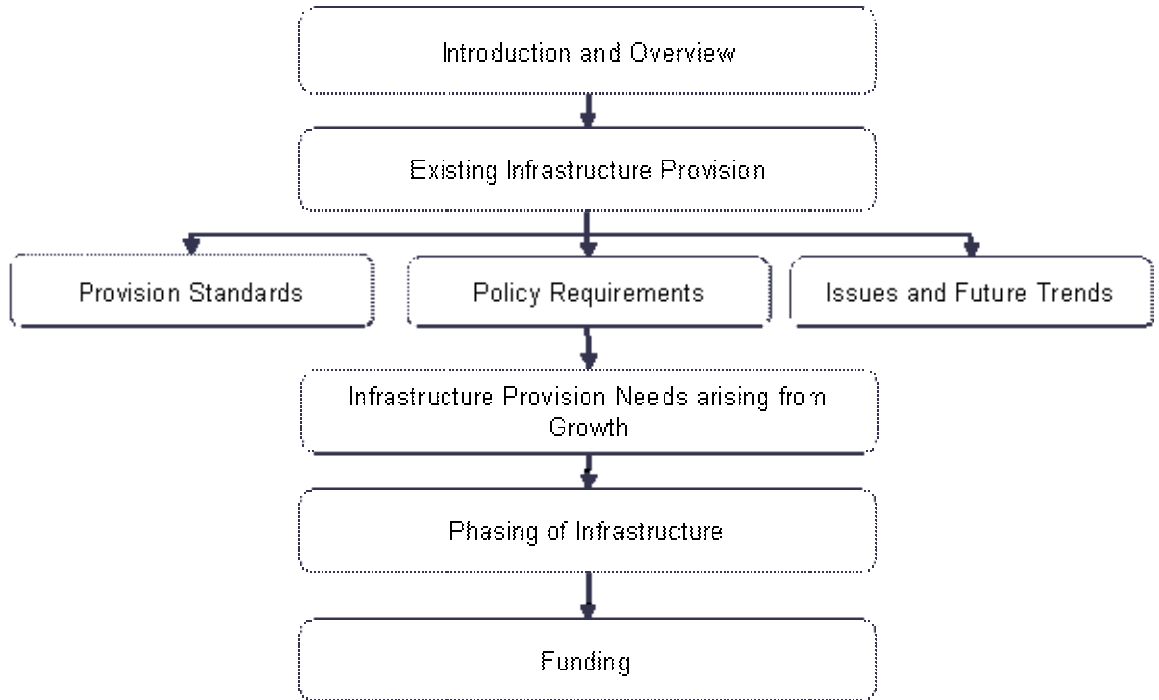 Introduction and Overview
Existing Infrastructure Provision
Provision Standards
Policy Requirements
Issues and Future Trends
Infrastructure Provision Needs arising from
Growth
Phasing of Infrastructure
Funding